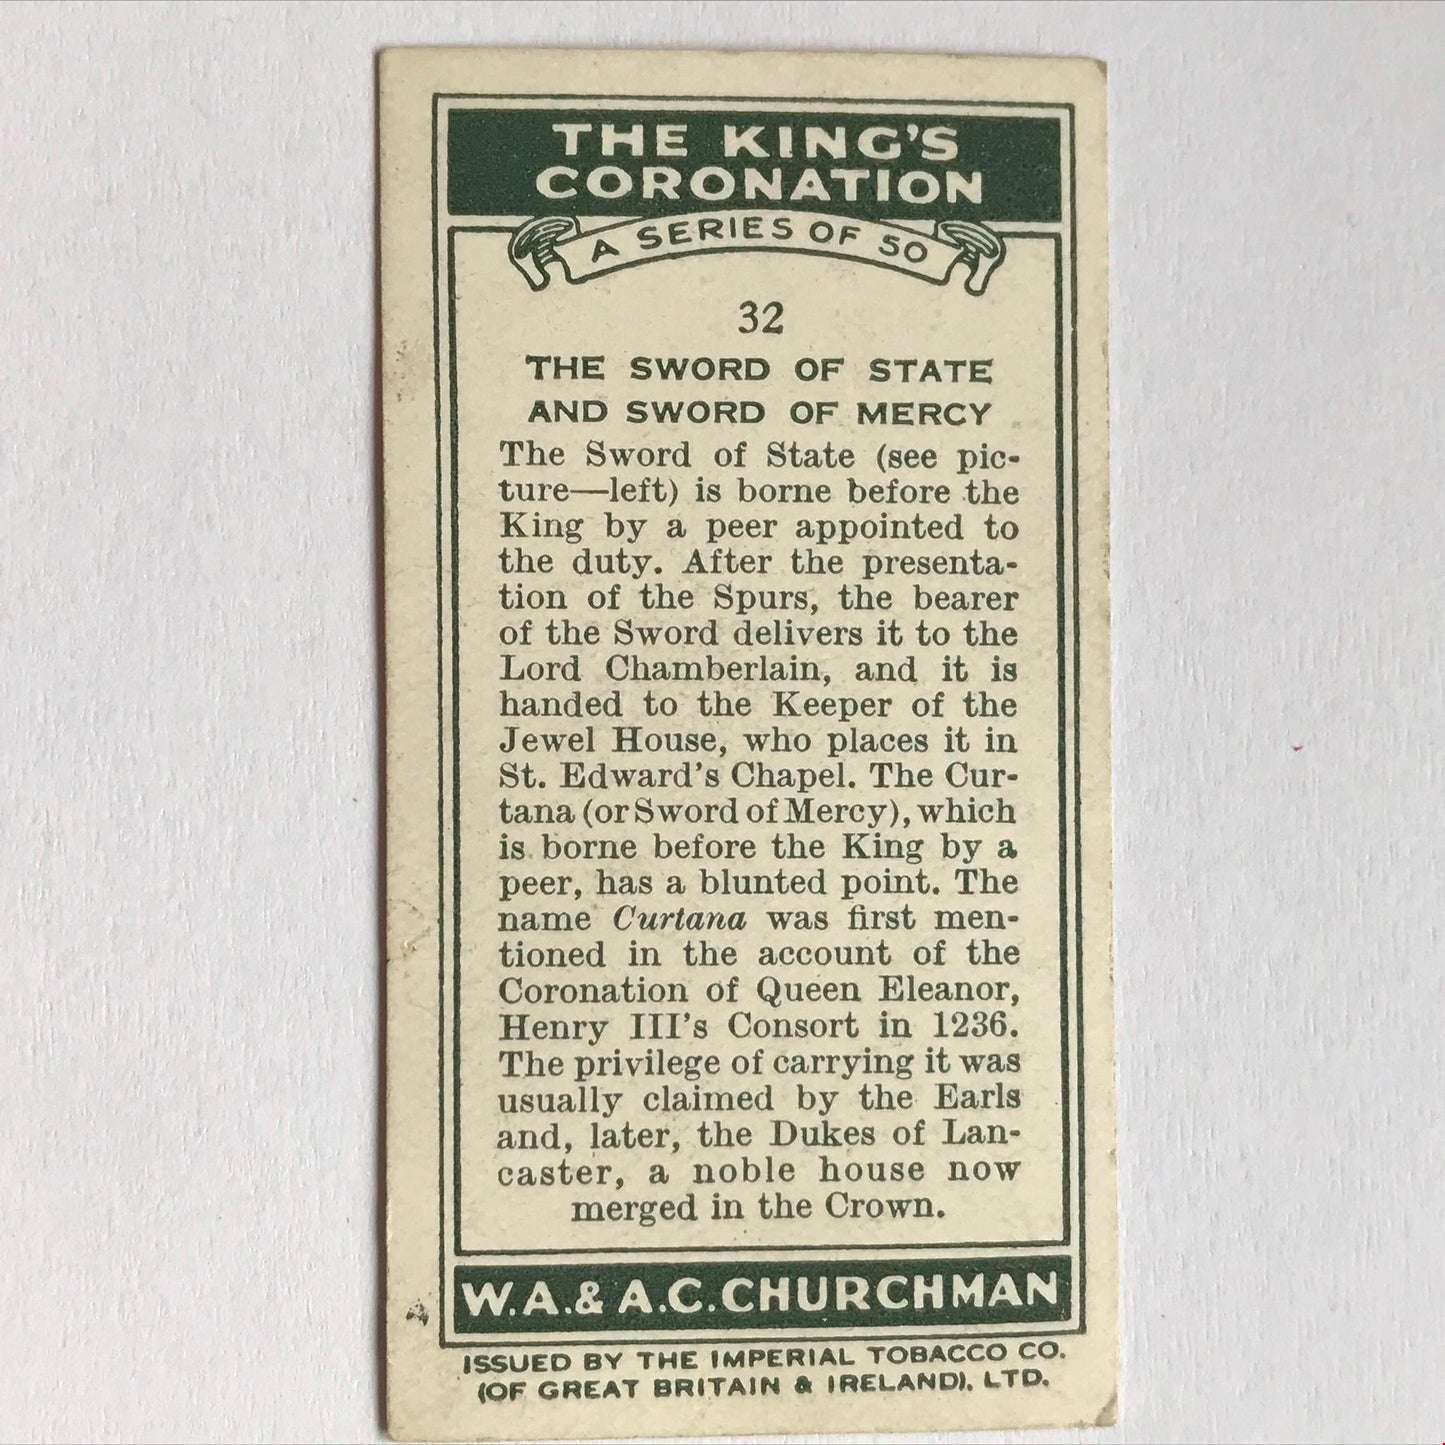 THE KING'S
CORONATION
A SERIES OF 50
32
THE SWORD OF STATE
AND SWORD OF MERCY
The Sword of State (see pic-
ture—left) is borne before the
King by a peer appointed to
the duty. After the presenta-
tion of the Spurs, the bearer
of the Sword delivers it to the
Lord Chamberlain, and it is
handed to the Keeper of the
Jewel House, who places it in
St. Edward's Chapel. The Cur-
tana (or Sword of Mercy), which
is borne before the King by a
peer, has a blunted point. The
name Curtana was first men-
tioned in the account of the
Coronation of Queen Eleanor,
Henry III's Consort in 1236.
The privilege of carrying it was
usually claimed by the Earls
and, later, the Dukes of Lan-
caster, a noble house now
merged in the Crown.
W.A. & A.C. CHURCHMAN
ISSUED BY THE IMPERIAL TOBACCO CO.
(OF GREAT BRITAIN & IRELAND), LTD.